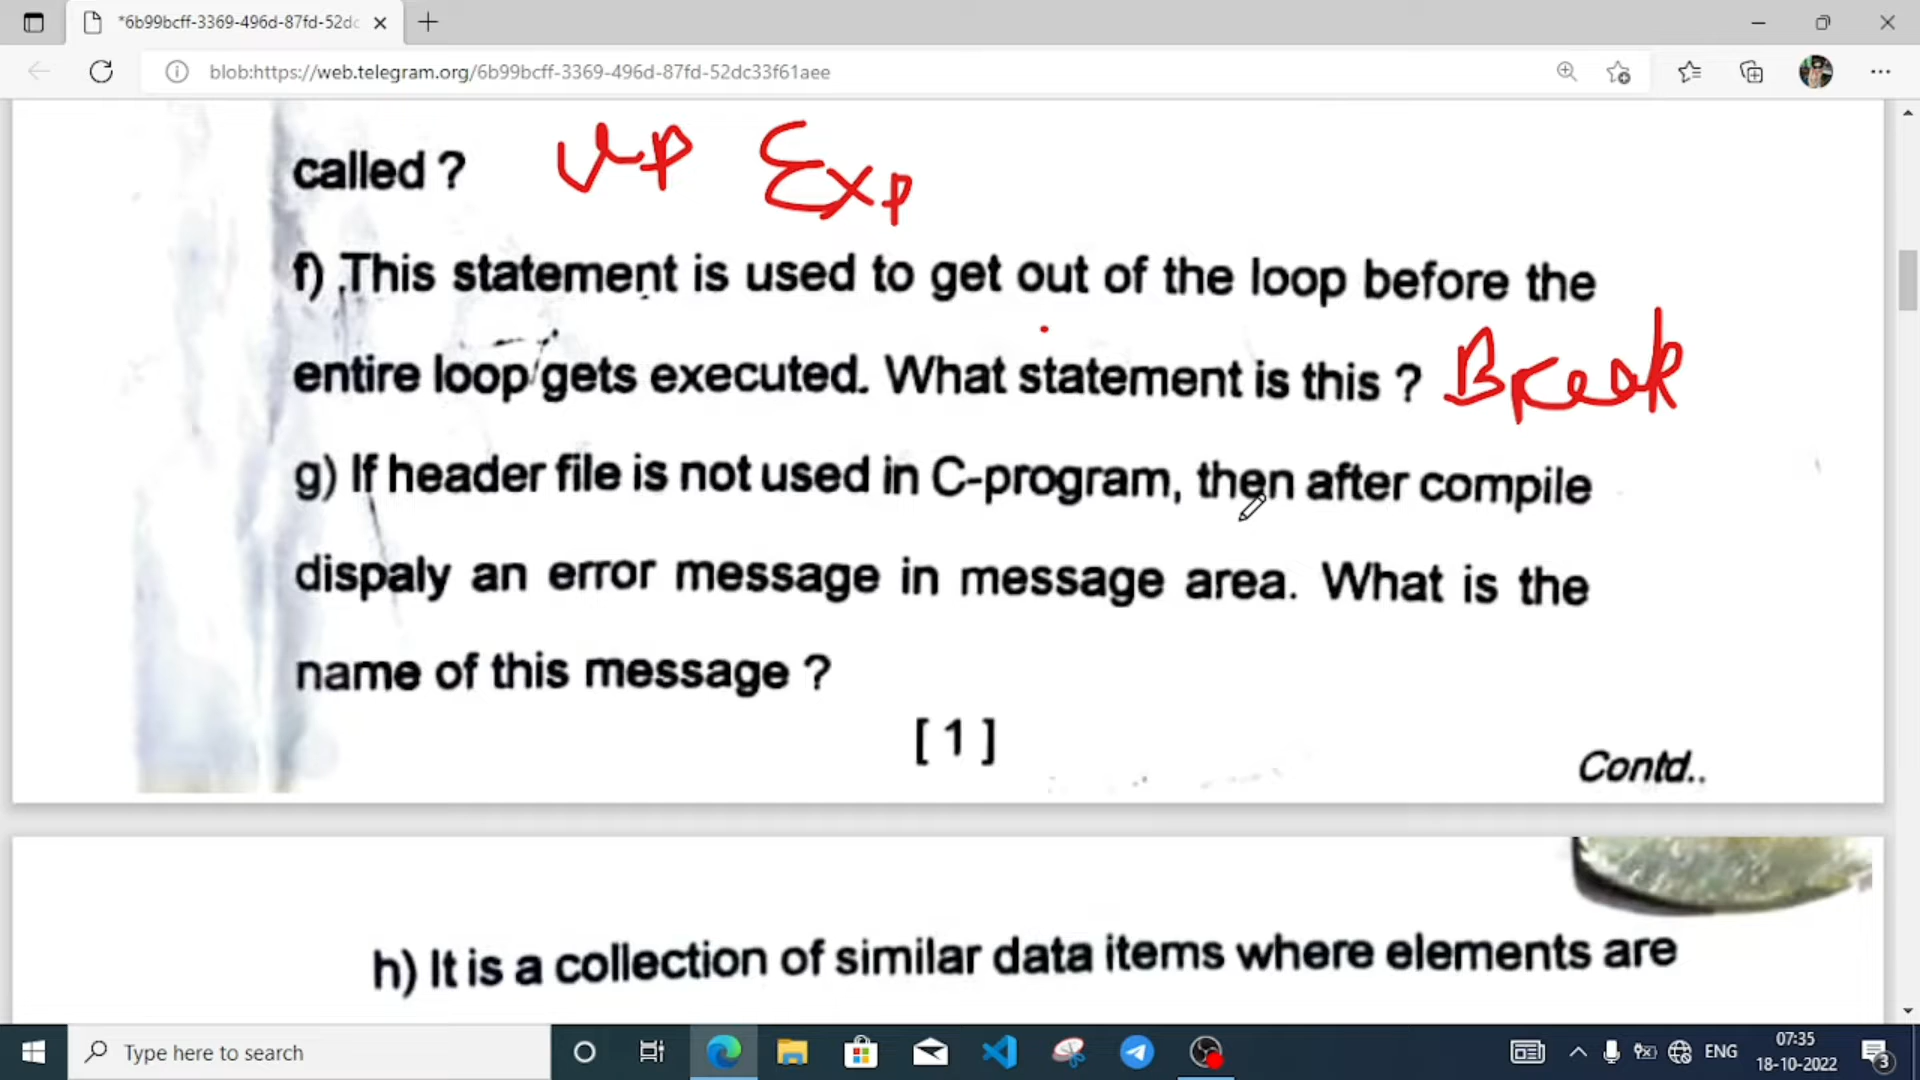 *6b99bcff-3369-496d-87fd-52dc
blob:https://web.telegram.org/6b99bcff-3369-496d-87fd-52dc33f61aee
called ? Exp
f) This statement is used to get out of the loop before the
entire loop gets executed. What statement is this ? Break
g) If header file is not used in C-program, then after compile
dispaly an error message in message area. What is the
name of this message ?
[ 1 ]
Contd..
h) It is a collection of similar data items where elements are
Type here to search
ENG
07:35
18-10-2022
3